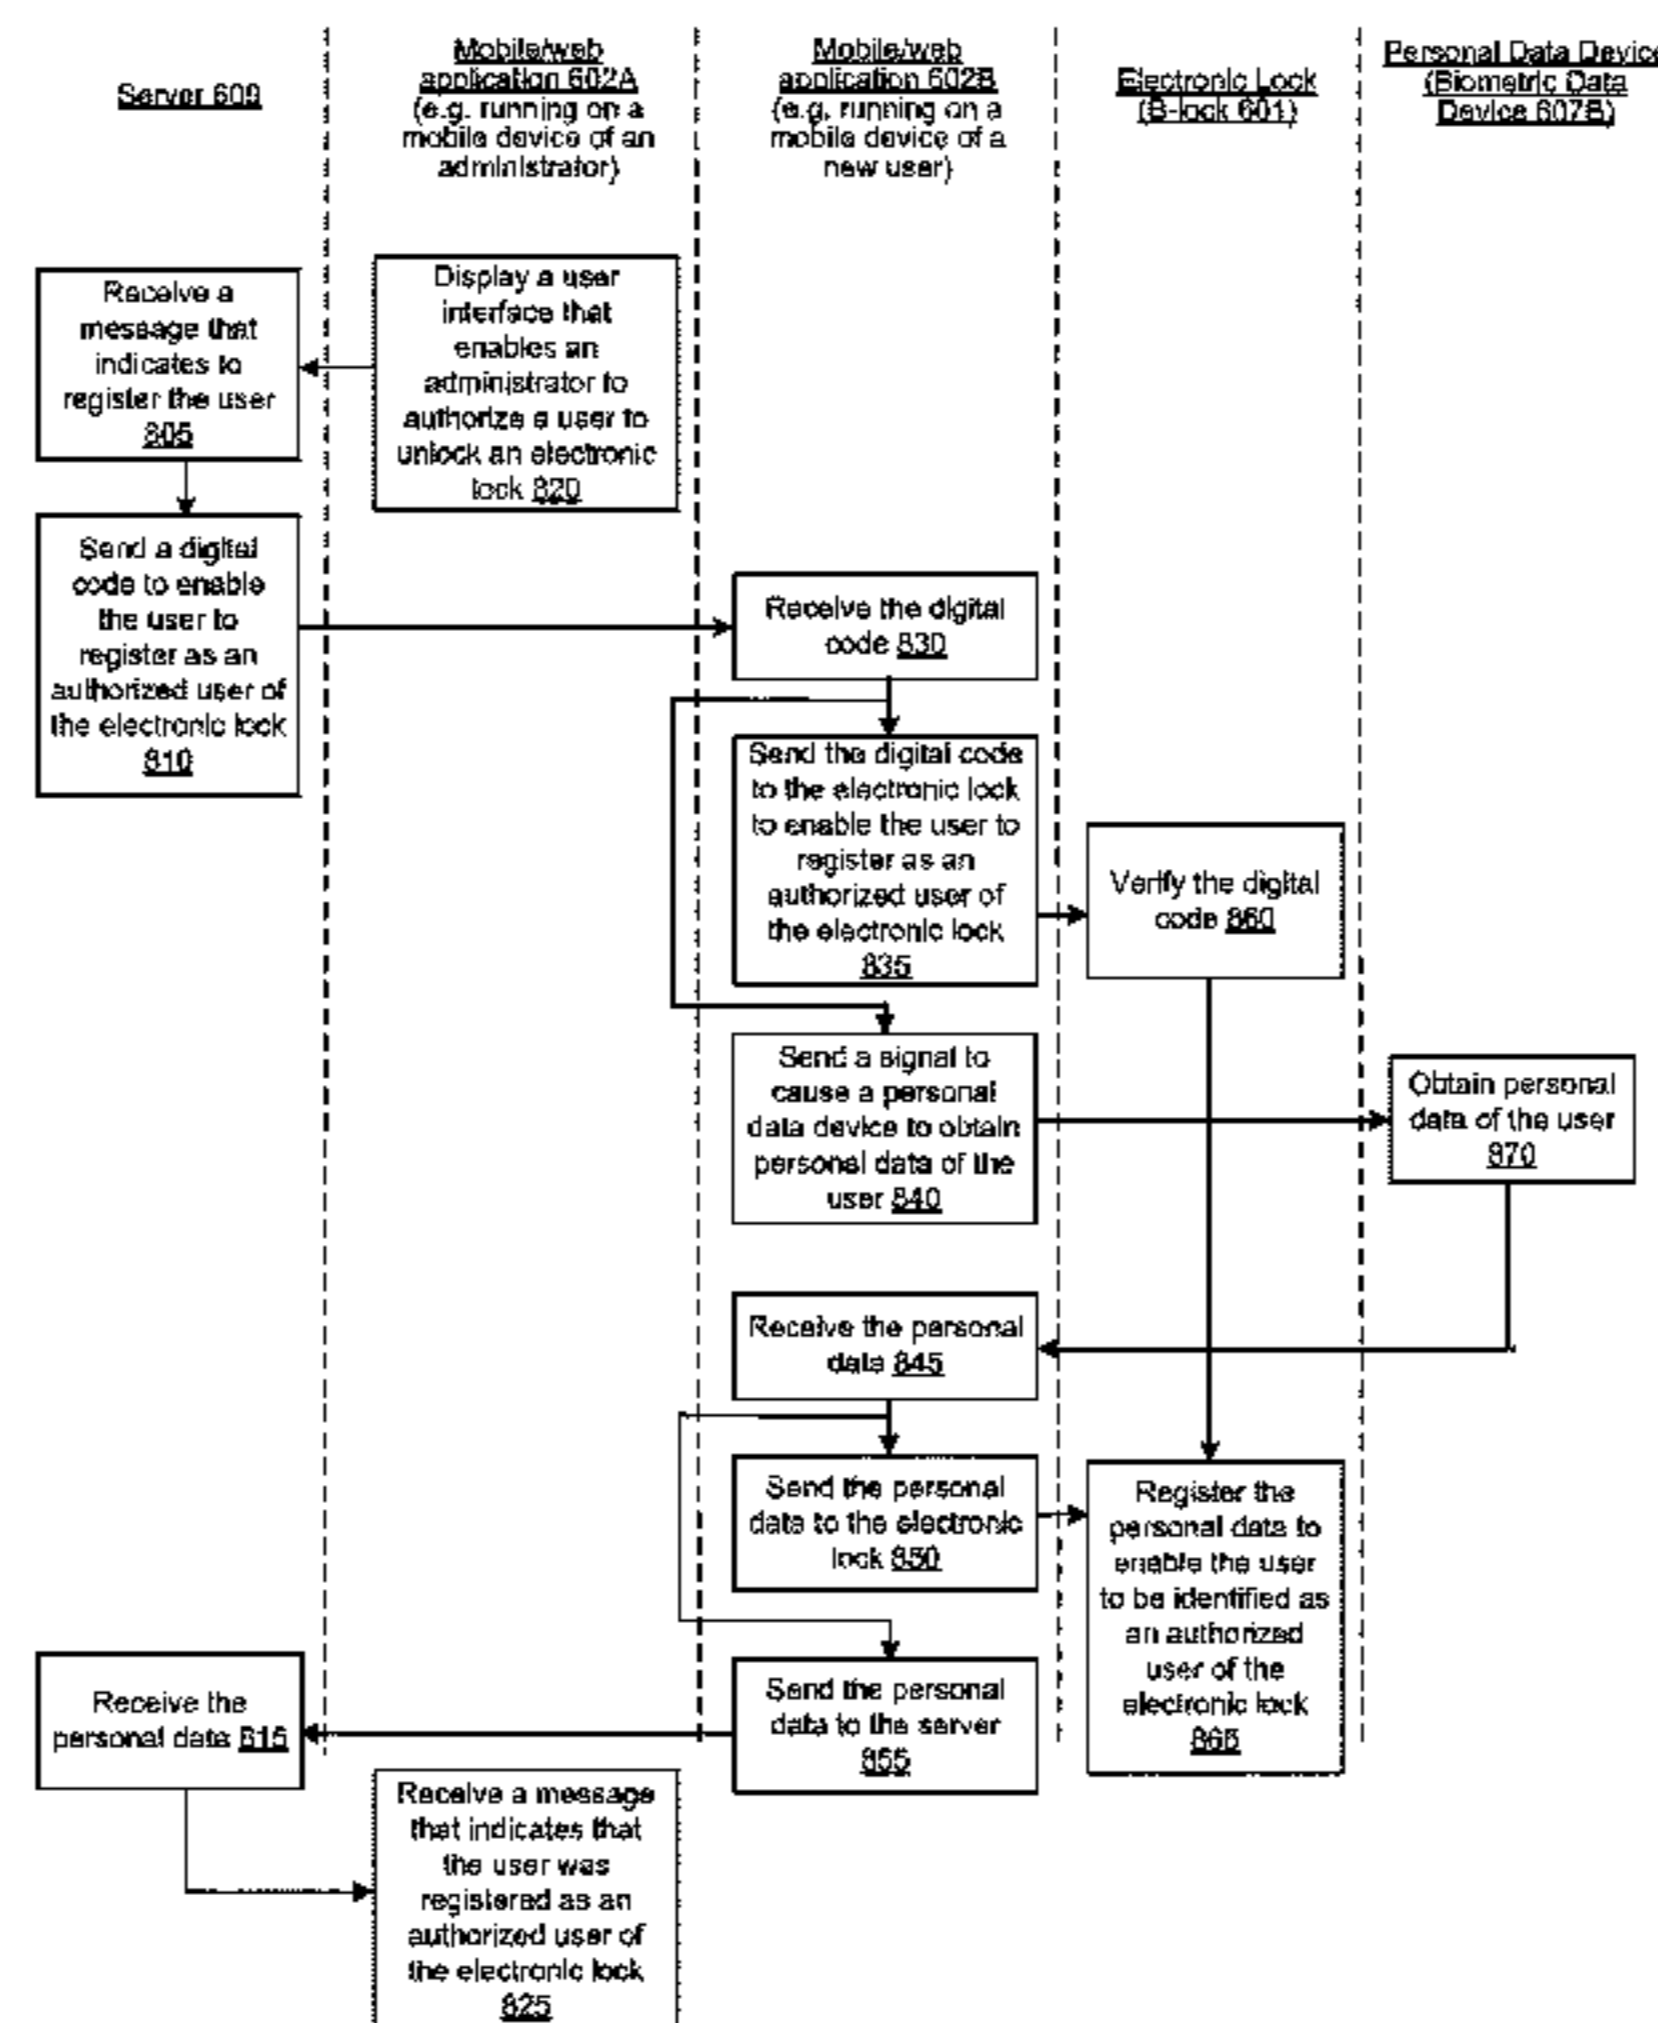 Server 609
Mobile/web
application 602A
(e.g. running on a
mobile device of an
administrator)
Mobile/web
application 602B
(e.g. running on a
mobile device of a
new user)
Electronic Lock
(B-lock 601)
Personal Data Device
(Biometric Data
Device 607B)
Receive a
message that
indicates to
register the user
805
Display a user
interface that
enables an
administrator to
authorize a user to
unlock an electronic
lock 820
Send a digital
code to enable
the user to
register as an
authorized user of
the electronic lock
810
Receive the digital
code 830
Send the digital code
to the electronic lock
to enable the user to
register as an
authorized user of
the electronic lock
835
Verify the digital
code 860
Send a signal to
cause a personal
data device to obtain
personal data of the
user 840
Obtain personal
data of the user
870
Receive the personal
data 845
Send the personal
data to the electronic
lock 850
Register the
personal data to
enable the user
to be identified as
an authorized
user of the
electronic lock
865
Receive the
personal data 815
Send the personal
data to the server
855
Receive a message
that indicates that
the user was
registered as an
authorized user of
the electronic lock
825